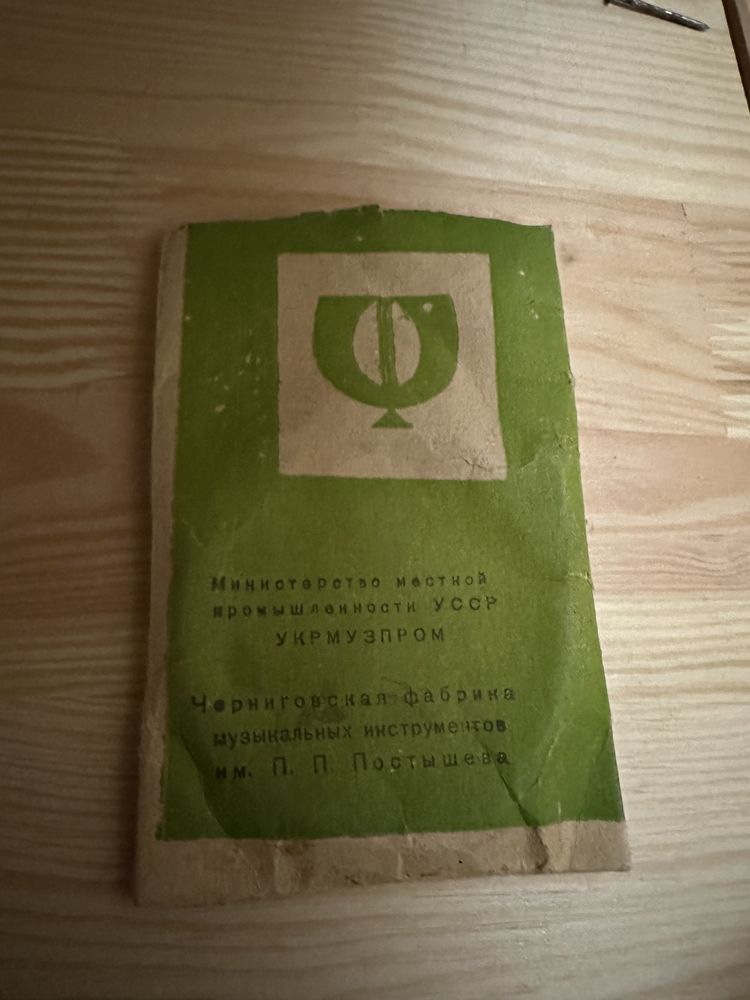 Министерство местной
промышленности УССР
УКРМУЗПРОМ
Черниговская фабрика
музыкальных инструментов
им. П. П. Постышева